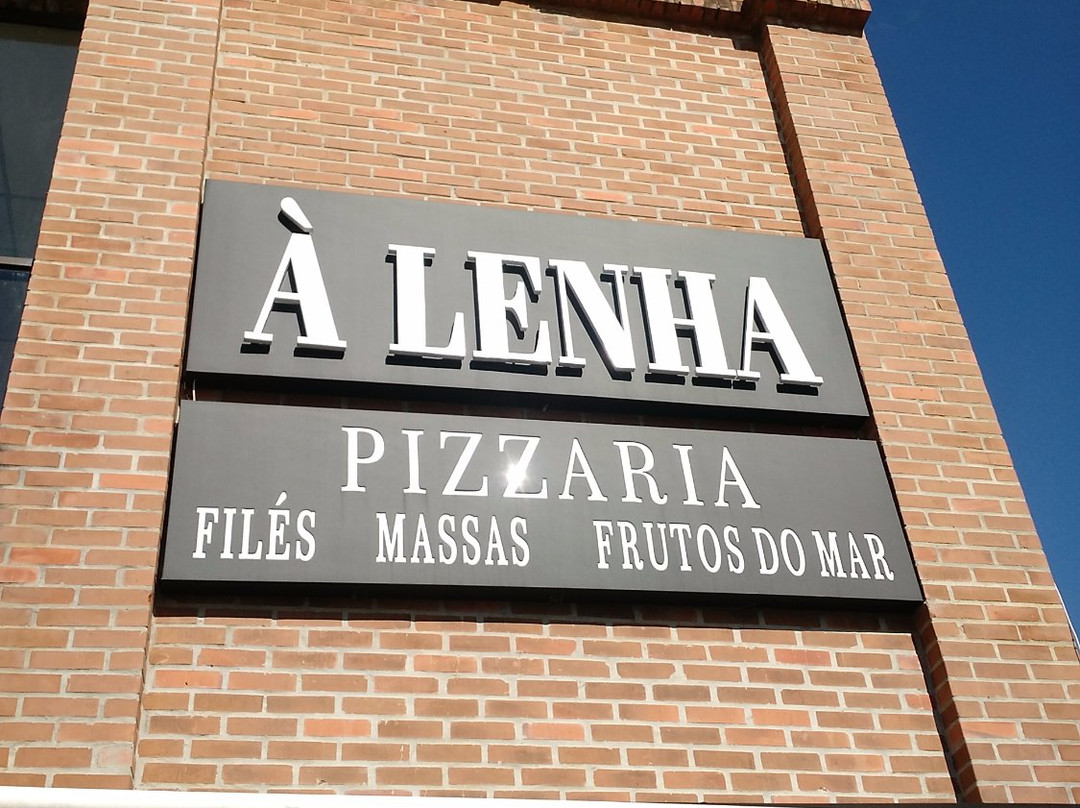 À LENHA
PIZZARIA
FILÉS MASSAS FRUTOS DO MAR